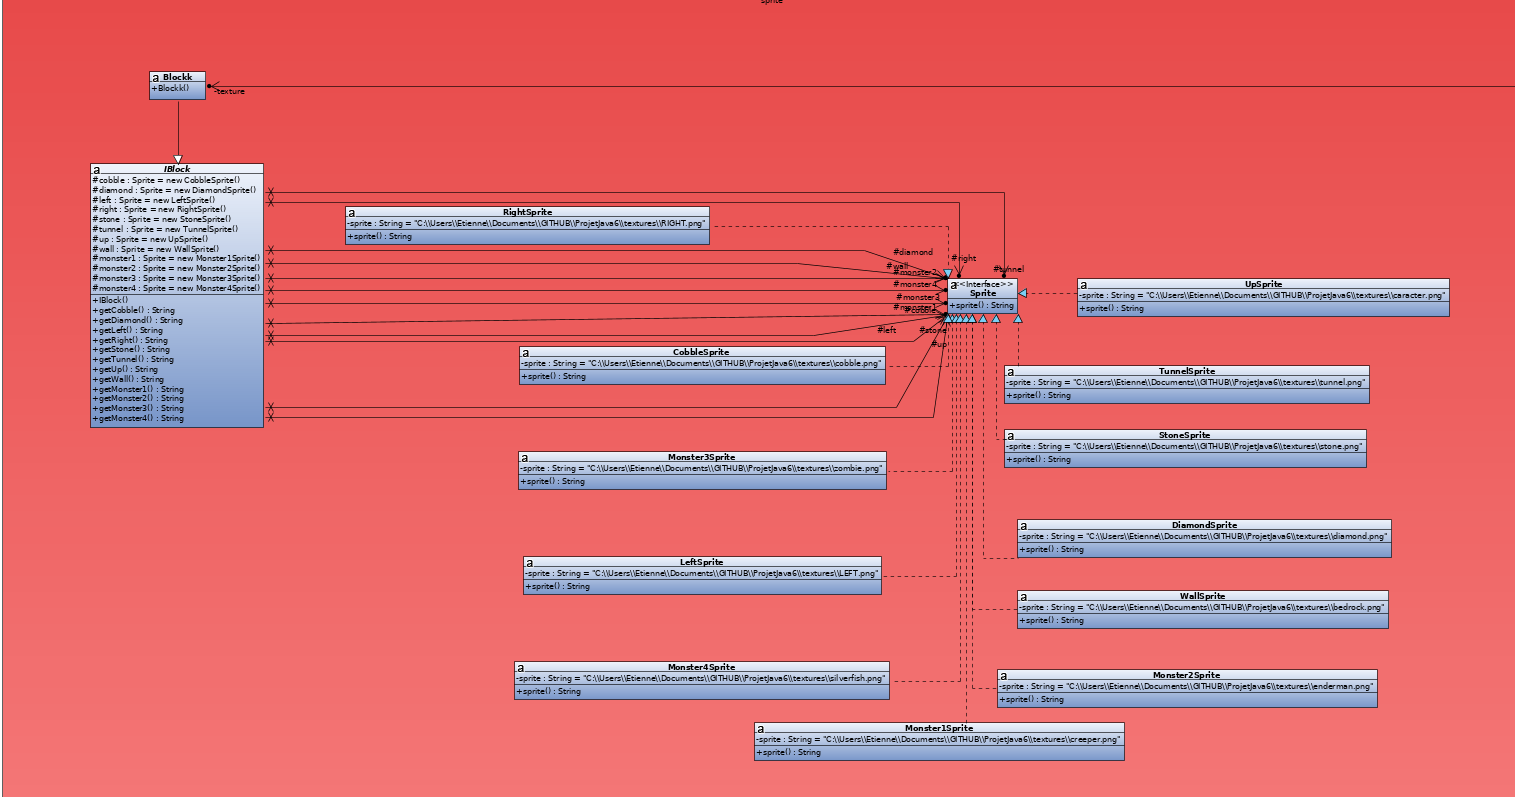 sprite
a Blockk
+Blockk()
-texture
a IBlock
#cobble : Sprite = new CobbleSprite()
#diamond : Sprite = new DiamondSprite()
#left : Sprite = new LeftSprite()
#right : Sprite = new RightSprite()
#stone : Sprite = new StoneSprite()
#tunnel : Sprite = new TunnelSprite()
#up : Sprite = new UpSprite()
#wall : Sprite = new WallSprite()
#monster1 : Sprite = new Monster1Sprite()
#monster2 : Sprite = new Monster2Sprite()
#monster3 : Sprite = new Monster3Sprite()
#monster4 : Sprite = new Monster4Sprite()
+IBlock()
+getCobble() : String
+getDiamond() : String
+getLeft() : String
+getRight() : String
+getStone() : String
+getTunnel() : String
+getUp() : String
+getWall() : String
+getMonster1() : String
+getMonster2() : String
+getMonster3() : String
+getMonster4() : String
a RightSprite
-sprite : String = "C:\\Users\\Etienne\\Documents\\GITHUB\\ProjetJava6\\textures\\RIGHT.png"
+sprite() : String
#diamond
#right
#wall
#monster2
#tunnel
#monster4
#monster3
#monster1
#cobble
#left
#stone
#up
a <<Interface>>
Sprite
+sprite() : String
a UpSprite
-sprite : String = "C:\\Users\\Etienne\\Documents\\GITHUB\\ProjetJava6\\textures\\caracter.png"
+sprite() : String
a CobbleSprite
-sprite : String = "C:\\Users\\Etienne\\Documents\\GITHUB\\ProjetJava6\\textures\\cobble.png"
+sprite() : String
a TunnelSprite
-sprite : String = "C:\\Users\\Etienne\\Documents\\GITHUB\\ProjetJava6\\textures\\tunnel.png"
+sprite() : String
a StoneSprite
-sprite : String = "C:\\Users\\Etienne\\Documents\\GITHUB\\ProjetJava6\\textures\\stone.png"
+sprite() : String
a Monster3Sprite
-sprite : String = "C:\\Users\\Etienne\\Documents\\GITHUB\\ProjetJava6\\textures\\zombie.png"
+sprite() : String
a DiamondSprite
-sprite : String = "C:\\Users\\Etienne\\Documents\\GITHUB\\ProjetJava6\\textures\\diamond.png"
+sprite() : String
a LeftSprite
-sprite : String = "C:\\Users\\Etienne\\Documents\\GITHUB\\ProjetJava6\\textures\\LEFT.png"
+sprite() : String
a WallSprite
-sprite : String = "C:\\Users\\Etienne\\Documents\\GITHUB\\ProjetJava6\\textures\\bedrock.png"
+sprite() : String
a Monster4Sprite
-sprite : String = "C:\\Users\\Etienne\\Documents\\GITHUB\\ProjetJava6\\textures\\silverfish.png"
+sprite() : String
a Monster2Sprite
-sprite : String = "C:\\Users\\Etienne\\Documents\\GITHUB\\ProjetJava6\\textures\\enderman.png"
+sprite() : String
a Monster1Sprite
-sprite : String = "C:\\Users\\Etienne\\Documents\\GITHUB\\ProjetJava6\\textures\\creeper.png"
+sprite() : String